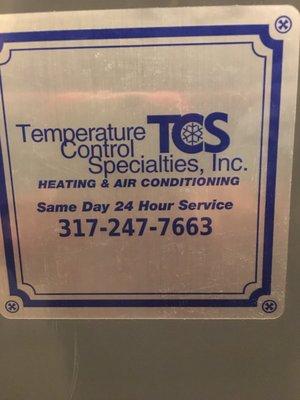 Temperature TCS
Control
Specialties, Inc.
HEATING & AIR CONDITIONING
Same Day 24 Hour Service
317-247-7663